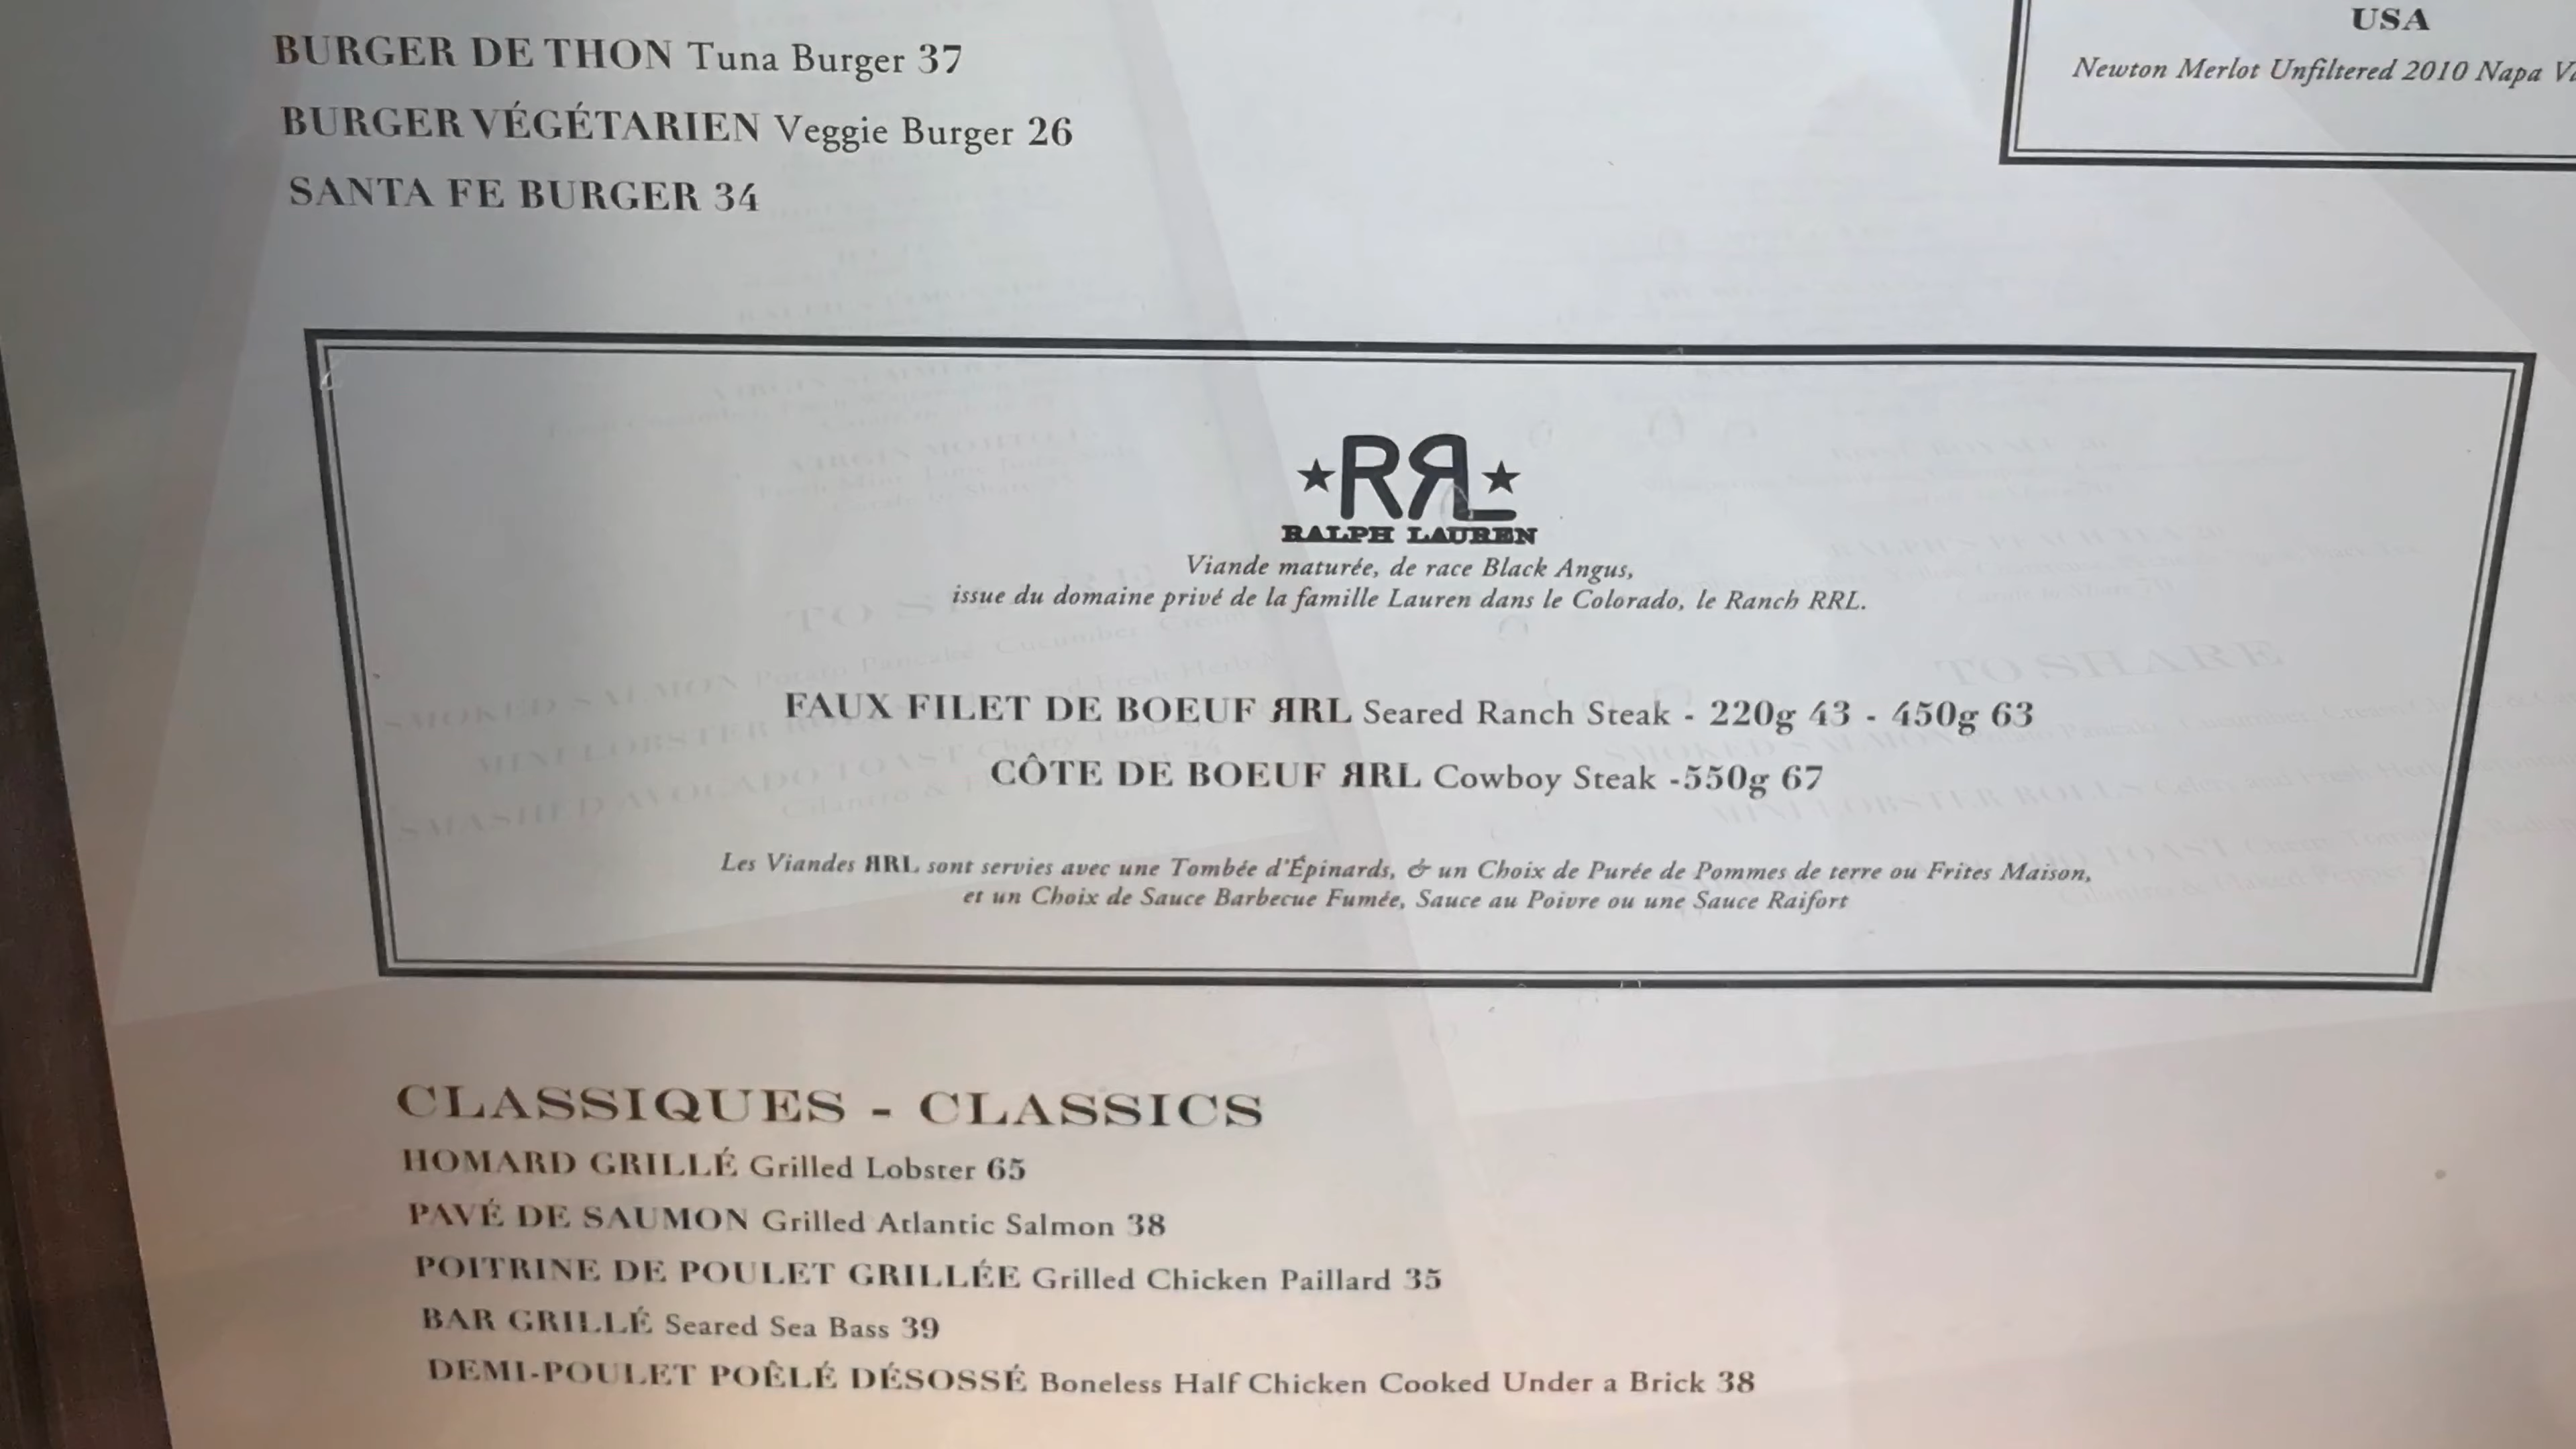 BURGER DE THON Tuna Burger 37
BURGER VÉGÉTARIEN Veggie Burger 26
SANTA FE BURGER 34
USA
Newton Merlot Unfiltered 2010 Napa
RRL
RALPH LAUREN
Viande maturée, de race Black Angus,
issue du domaine privé de la famille Lauren dans le Colorado, le Ranch RRL.
FAUX FILET DE BOEUF RRL Seared Ranch Steak - 220g 43 - 450g 63
CÔTE DE BOEUF RRL Cowboy Steak -550g 67
Les Viandes RRL sont servies avec une Tombée d'Épinards, & un Choix de Purée de Pommes de terre ou Frites Maison,
et un Choix de Sauce Barbecue Fumée, Sauce au Poivre ou une Sauce Raifort
CLASSIQUES - CLASSICS
HOMARD GRILLÉ Grilled Lobster 65
PAVÉ DE SAUMON Grilled Atlantic Salmon 38
POITRINE DE POULET GRILLÉE Grilled Chicken Paillard 35
BAR GRILLÉ Seared Sea Bass 39
DEMI-POULET POÊLÉ DÉSOSSÉ Boneless Half Chicken Cooked Under a Brick 38